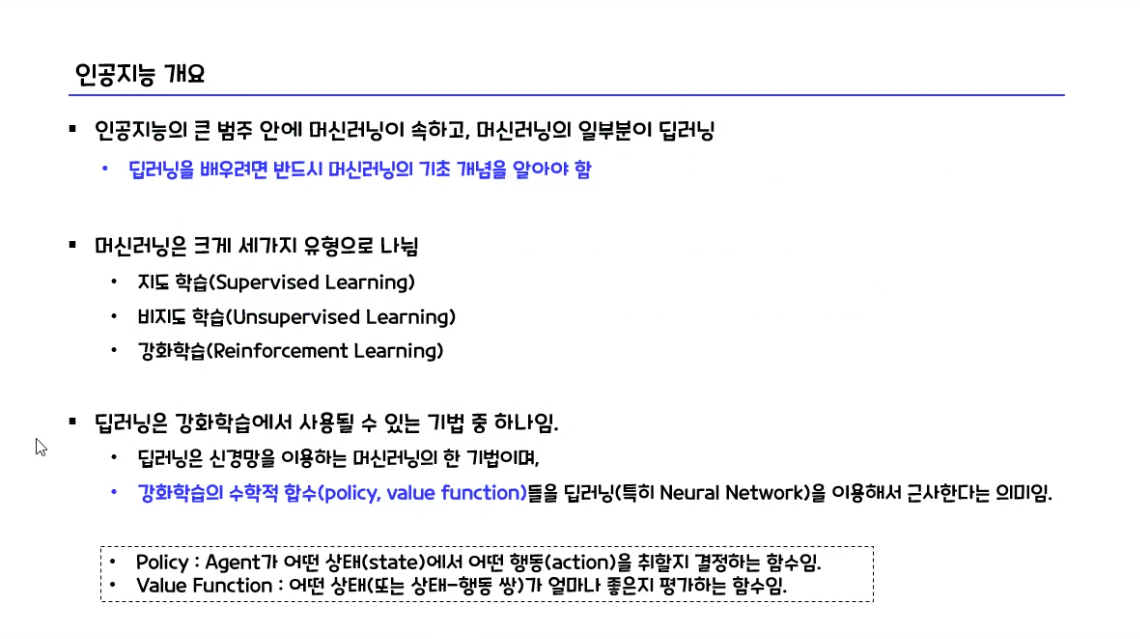 인공지능 개요
▪ 인공지능의 큰 범주 안에 머신러닝이 속하고, 머신러닝의 일부분이 딥러닝
• 딥러닝을 배우려면 반드시 머신러닝의 기초 개념을 알아야 함
▪ 머신러닝은 크게 세가지 유형으로 나뉨
• 지도 학습(Supervised Learning)
• 비지도 학습(Unsupervised Learning)
• 강화학습(Reinforcement Learning)
▪ 딥러닝은 강화학습에서 사용될 수 있는 기법 중 하나임.
• 딥러닝은 신경망을 이용하는 머신러닝의 한 기법이며,
• 강화학습의 수학적 함수(policy, value function)들을 딥러닝(특히 Neural Network)을 이용해서 근사한다는 의미임.
• Policy : Agent가 어떤 상태(state)에서 어떤 행동(action)을 취할지 결정하는 함수임.
• Value Function : 어떤 상태(또는 상태-행동 쌍)가 얼마나 좋은지 평가하는 함수임.